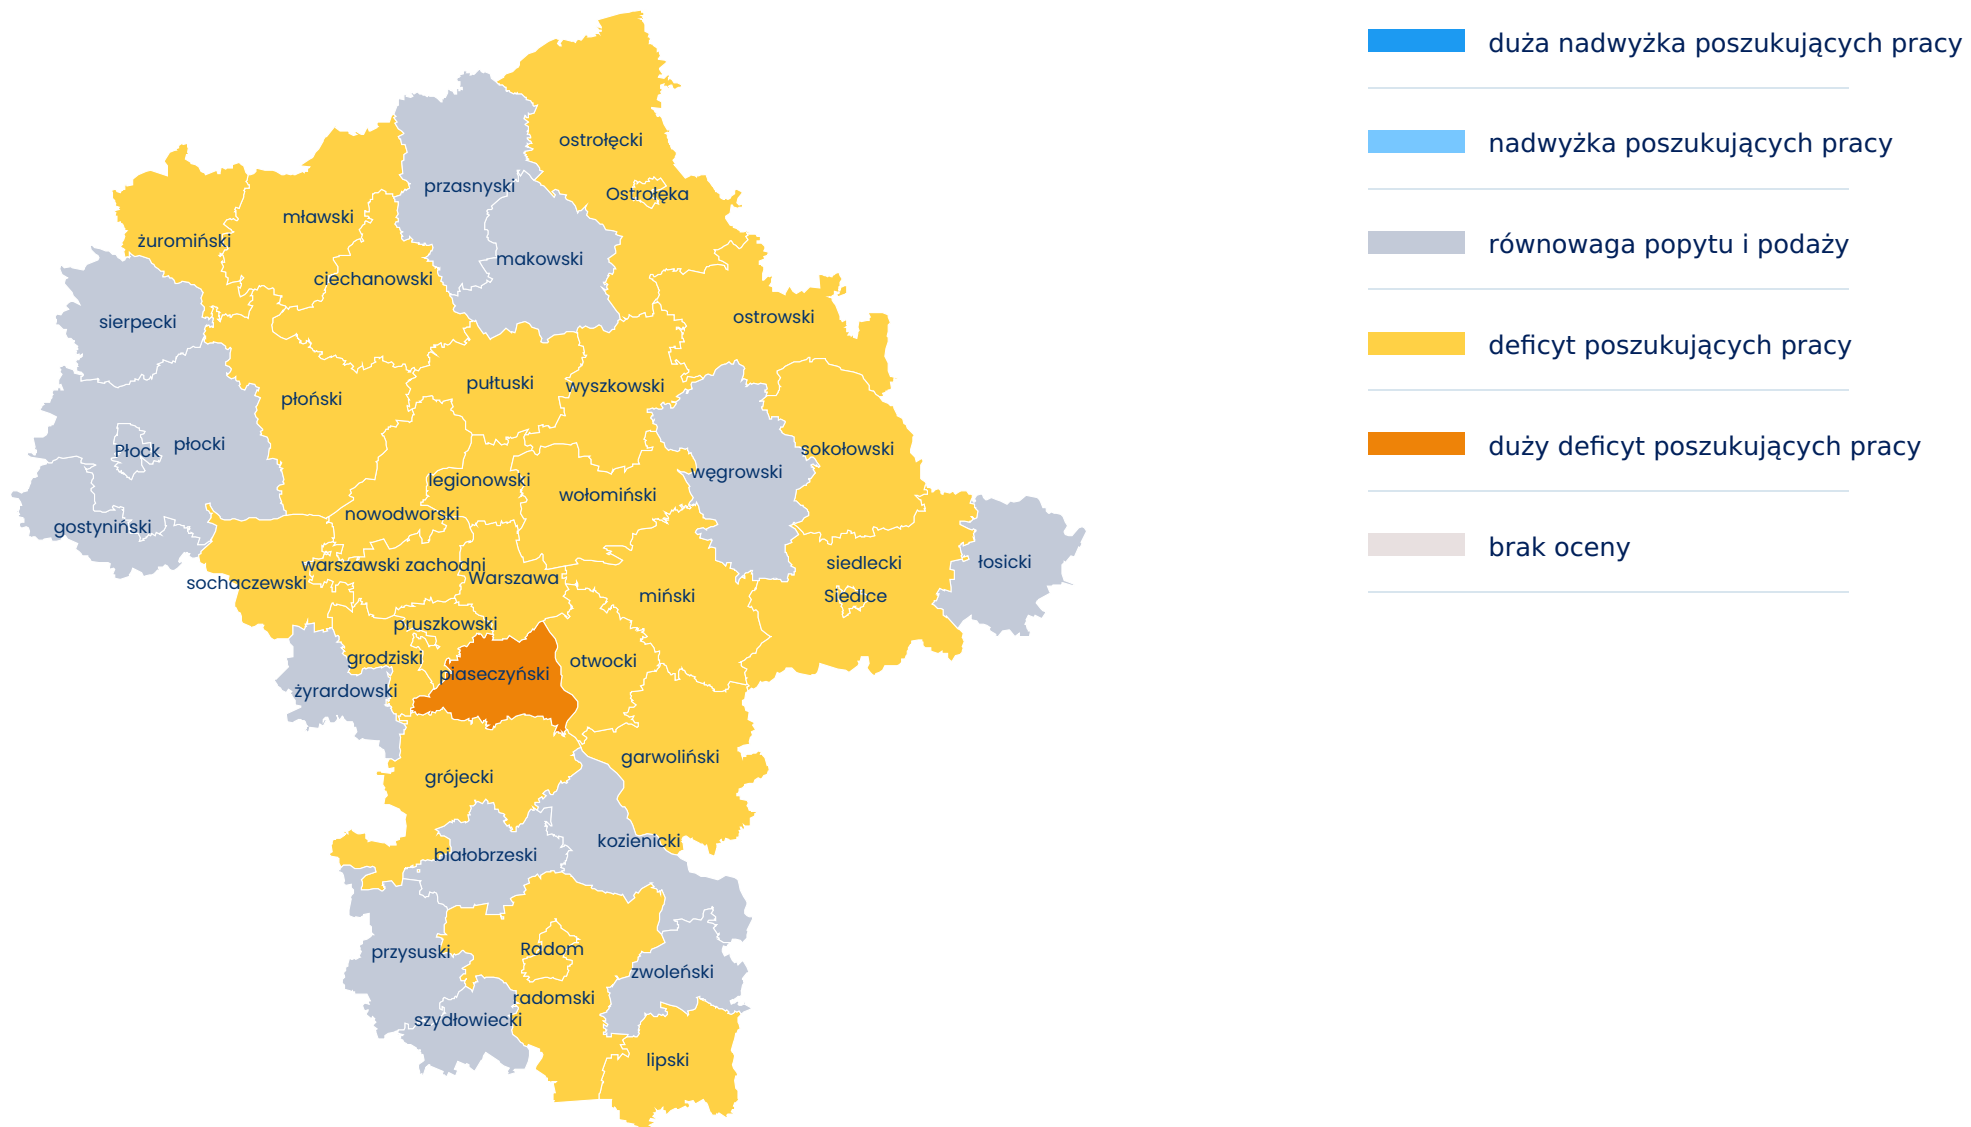 duża nadwyżka poszukujących pracy
nadwyżka poszukujących pracy
równowaga popytu i podaży
deficyt poszukujących pracy
duży deficyt poszukujących pracy
brak oceny
ostrołęcki
przasnyski
Ostrołęka
mławski
żuromiński
makowski
ciechanowski
ostrowski
sierpecki
pułtuski
wyszkowski
płoński
płocki
Płock
sokołowski
węgrowski
legionowski
wołomiński
nowodworski
gostyniński
siedlecki
łosicki
warszawski zachodni
Warszawa
sochaczewski
miński
Siedlce
pruszkowski
grodziski
otwocki
piaseczyński
żyrardowski
garwoliński
grójecki
kozienicki
białobrzeski
Radom
przysuski
zwoleński
radomski
szydłowiecki
lipski